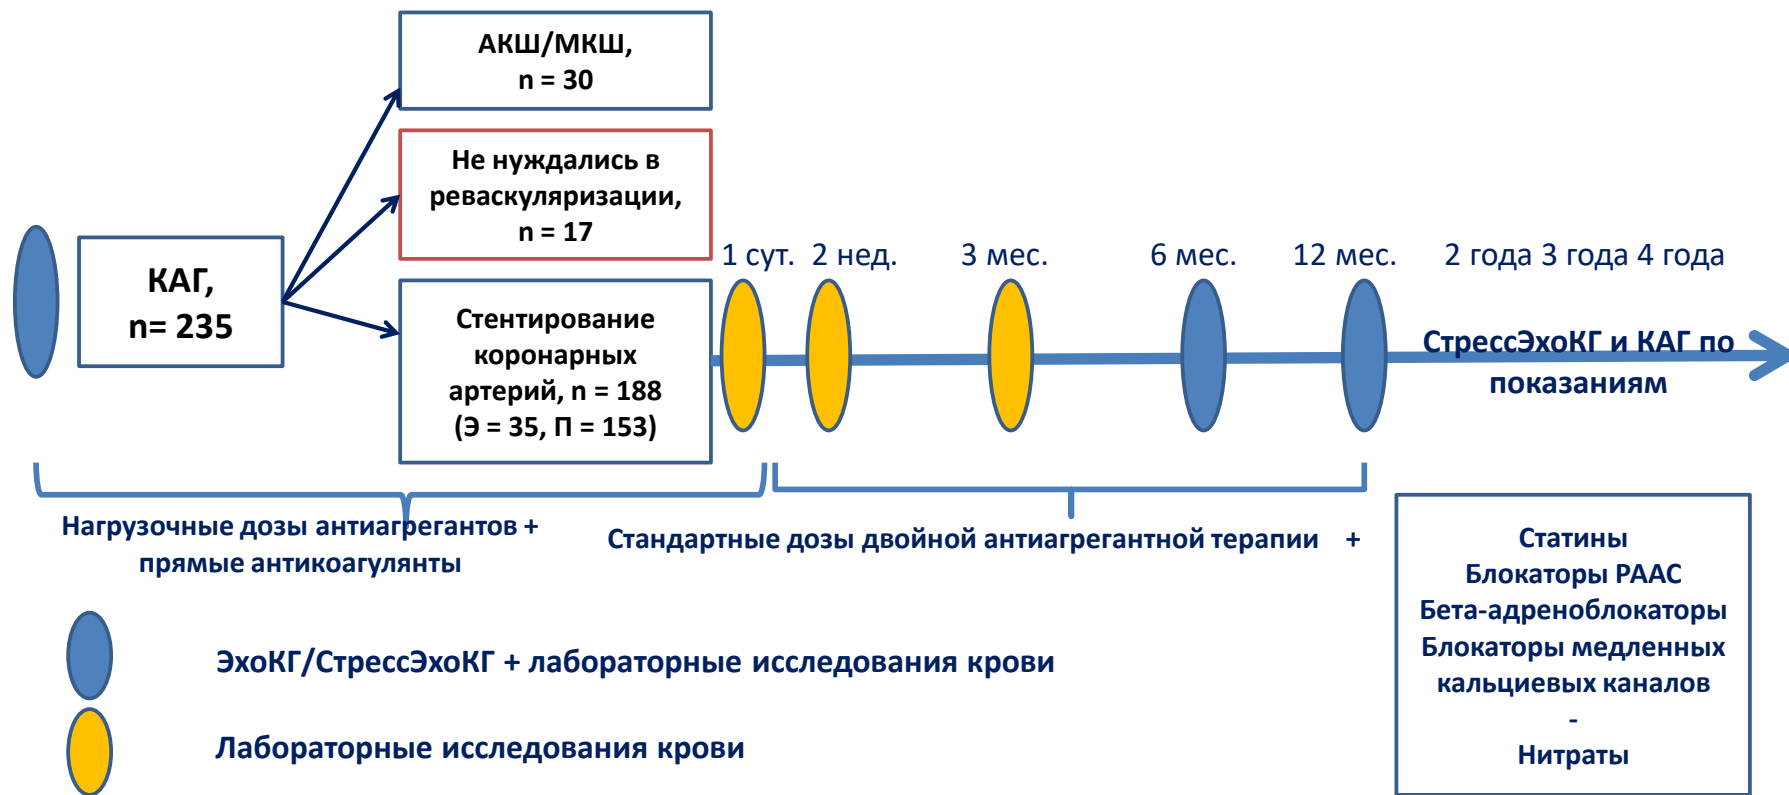 АКШ/МКШ,
n = 30
Не нуждались в
реваскуляризации,
n = 17
КАГ,
n= 235
Стентирование
коронарных
артерий, n = 188
(Э = 35, П = 153)
1 сут. 2 нед. 3 мес. 6 мес. 12 мес. 2 года 3 года 4 года
СтрессЭхоКГ и КАГ по
показаниям
Нагрузочные дозы антиагрегантов +
прямые антикоагулянты
Стандартные дозы двойной антиагрегантной терапии +
Статины
Блокаторы РААС
Бета-адреноблокаторы
Блокаторы медленных
кальциевых каналов
-
Нитраты
ЭхоКГ/СтрессЭхоКГ + лабораторные исследования крови
Лабораторные исследования крови